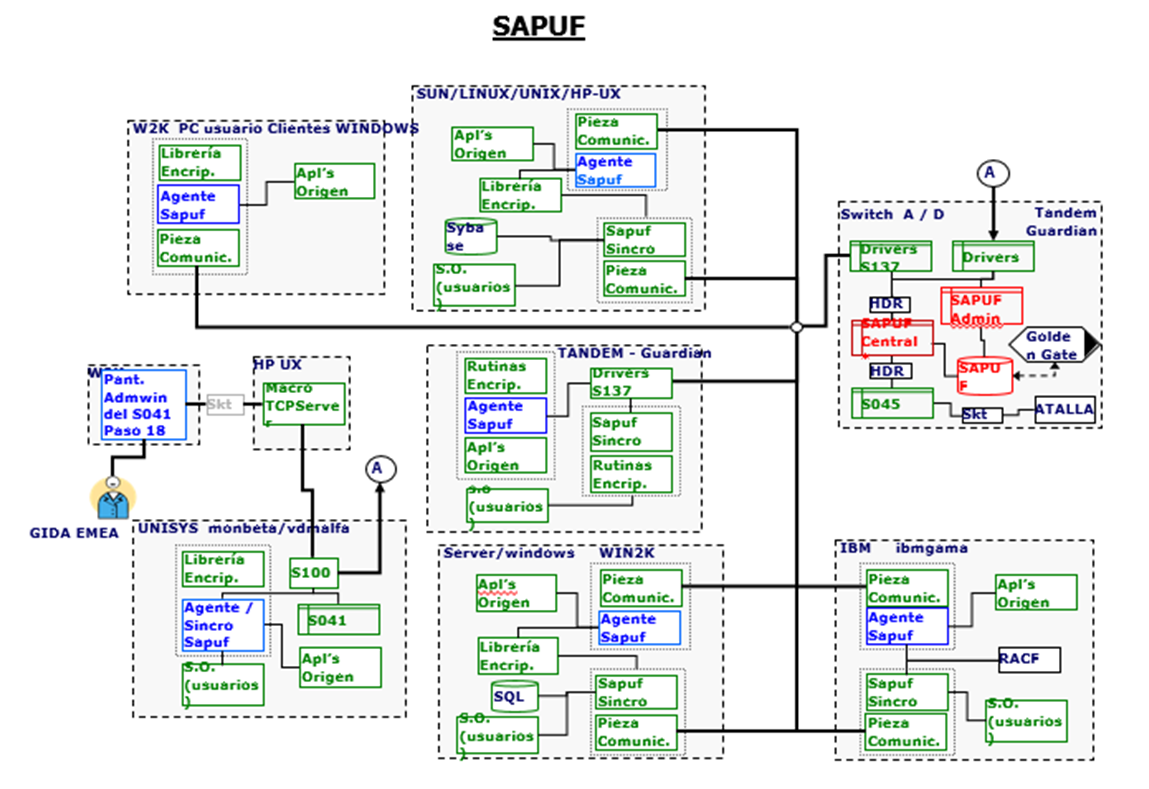 SAPUF
SUN/LINUX/UNIX/HP-UX
Apl's
Origen
Pieza
Comunic.
Agente
Sapuf
Librería
Encrip.
Syba
se
Sapuf
Sincro
Pieza
Comunic.
S.O.
(usuarios
)
W2K PC usuario Clientes WINDOWS
Librería
Encrip.
Agente
Sapuf
Pieza
Comunic.
Apl's
Origen
A
Switch A / D
Tandem
Guardian
Drivers
S137
Drivers
HDR
SAPUF
Admin
SAPUF
Central
Golde
n Gate
HDR
SAPU
F
S045
Skt
ATALLA
TANDEM - Guardian
Rutinas
Encrip.
Drivers
S137
Agente
Sapuf
Sapuf
Sincro
Apl's
Origen
Rutinas
Encrip.
S.O
(usuarios
)
Pant.
Admwin
del S041
Paso 18
Skt
HP UX
Macro
TCPServe
r
GIDA EMEA
A
UNISYS monbeta/vdmalfa
Librería
Encrip.
S100
Agente /
Sincro
Sapuf
S041
S.O.
(usuarios
)
Apl's
Origen
Server/windows WIN2K
Apl's
Origen
Pieza
Comunic.
Agente
Sapuf
Librería
Encrip.
SQL
Sapuf
Sincro
S.O.
(usuarios
)
Pieza
Comunic.
IBM ibmgama
Pieza
Comunic.
Agente
Sapuf
Apl's
Origen
RACF
Sapuf
Sincro
Pieza
Comunic.
S.O.
(usuarios
)